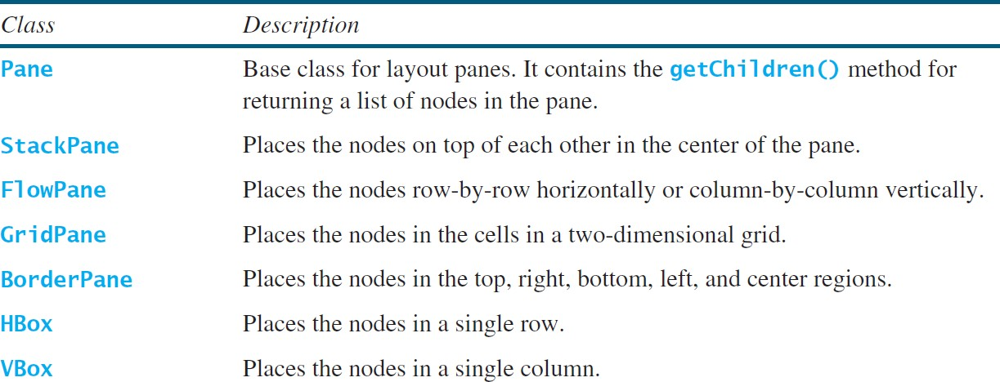 Class Description
Pane Base class for layout panes. It contains the getChildren() method for
returning a list of nodes in the pane.
StackPane Places the nodes on top of each other in the center of the pane.
FlowPane Places the nodes row-by-row horizontally or column-by-column vertically.
GridPane Places the nodes in the cells in a two-dimensional grid.
BorderPane Places the nodes in the top, right, bottom, left, and center regions.
HBox Places the nodes in a single row.
VBox Places the nodes in a single column.